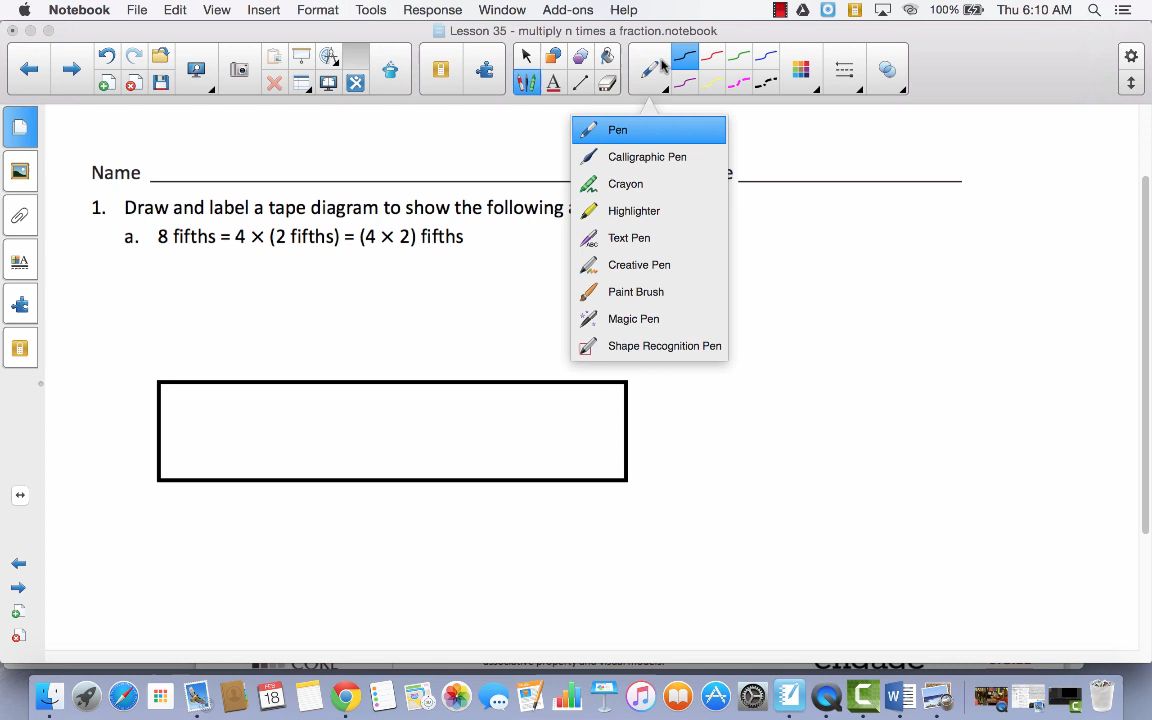 Notebook File Edit View Insert Format Tools Response Window Add-ons Help 100% Thu 6:10 AM
Lesson 35 - multiply n times a fraction.notebook
Pen
Calligraphic Pen
Crayon
Highlighter
Text Pen
Creative Pen
Paint Brush
Magic Pen
Shape Recognition Pen
Name
1. Draw and label a tape diagram to show the following
a. 8 fifths = 4 × (2 fifths) = (4 × 2) fifths